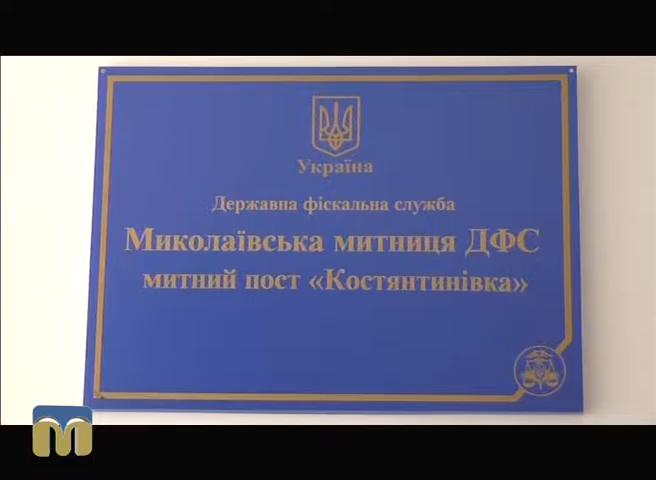 Україна
Державна фіскальна служба
Миколаївська митниця ДФС
митний пост «Костянтинівка»